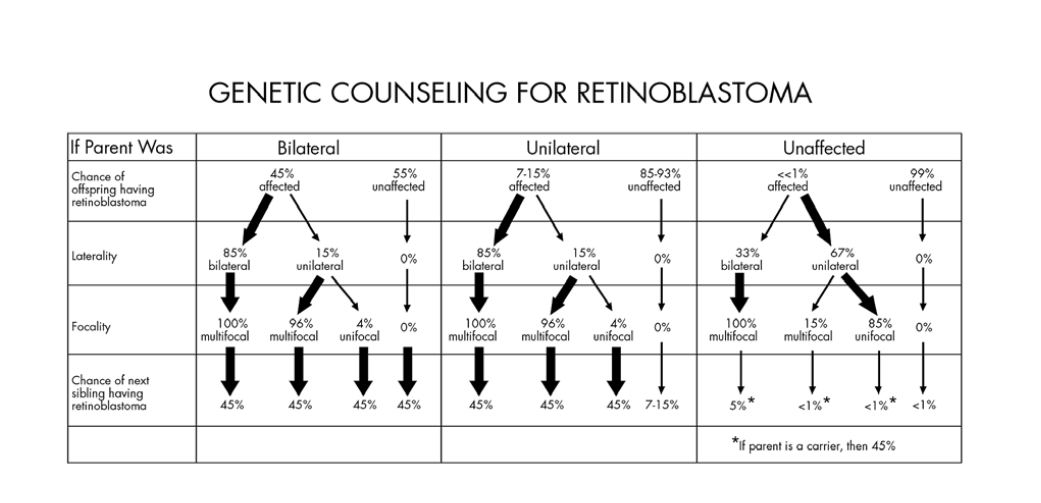 GENETIC COUNSELING FOR RETINOBLASTOMA
If Parent Was Bilateral Unilateral Unaffected
Chance of
offspring having
retinoblastoma
45%
affected
55%
unaffected
7-15%
affected
85-93%
unaffected
<<1%
affected
99%
unaffected
Laterality
85%
bilateral
15%
unilateral
0%
85%
bilateral
15%
unilateral
0%
33%
bilateral
67%
unilateral
0%
Focality
100%
multifocal
96%
multifocal
4%
unifocal
0%
100%
multifocal
96%
multifocal
4%
unifocal
0%
100%
multifocal
15%
multifocal
85%
unifocal
0%
Chance of next
sibling having
retinoblastoma
45% 45% 45% 45% 45% 45% 45% 7-15% 5%* <1%* <1%* <1%
*If parent is a carrier, then 45%